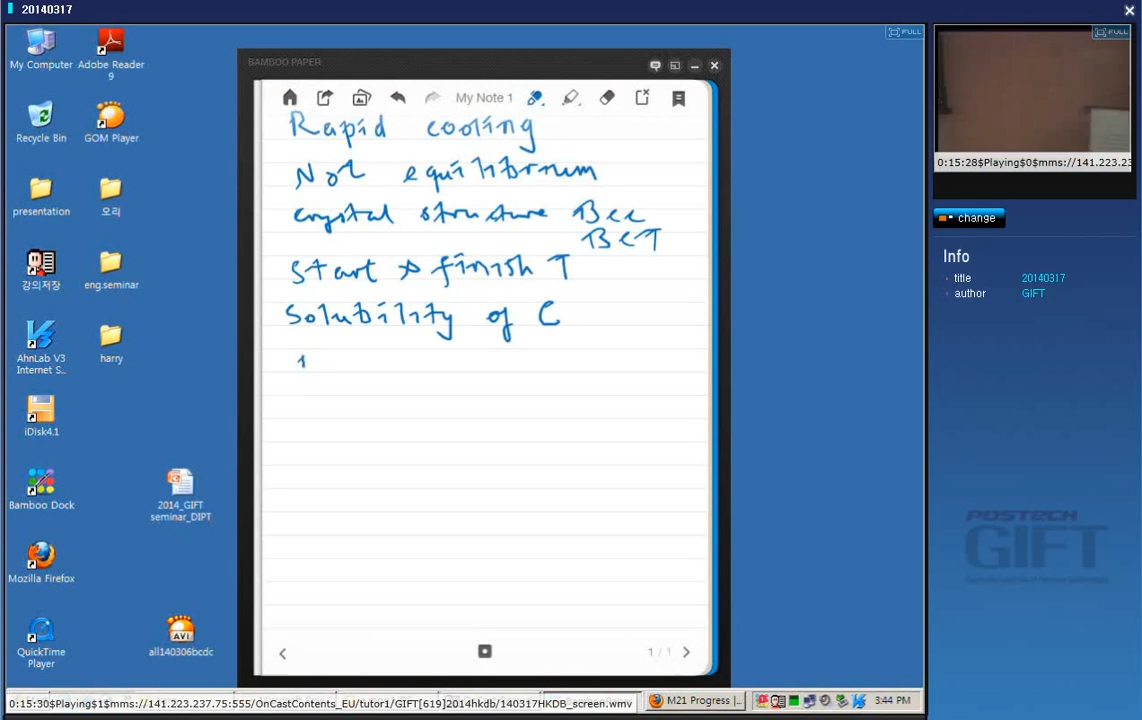 20140317
FULL
FULL
My Computer
Adobe Reader 9
BAMBOO PAPER
My Note 1
Rapid cooling
Recycle Bin
GOM Player
Not equilibrium
crystal structure Bcc
BCT
presentation
오리
Start & finish T
강의저장
eng.seminar
Solubility of C
AhnLab V3 Internet S...
harry
iDisk4.1
Bamboo Dock
2014_GIFT seminar_DIPT
Mozilla Firefox
QuickTime Player
all140306bcdc
1 / 1
0:15:28$Playing$0$mms://141.223.23
change
Info
title 20140317
author GIFT
POSTECH
GIFT
0:15:30$Playing$1$mms://141.223.237.75:555/OnCastContents_EU/tutor1/GIFT[619]2014hkdb/140317HKDB_screen.wmv
M21 Progress |...
3:44 PM